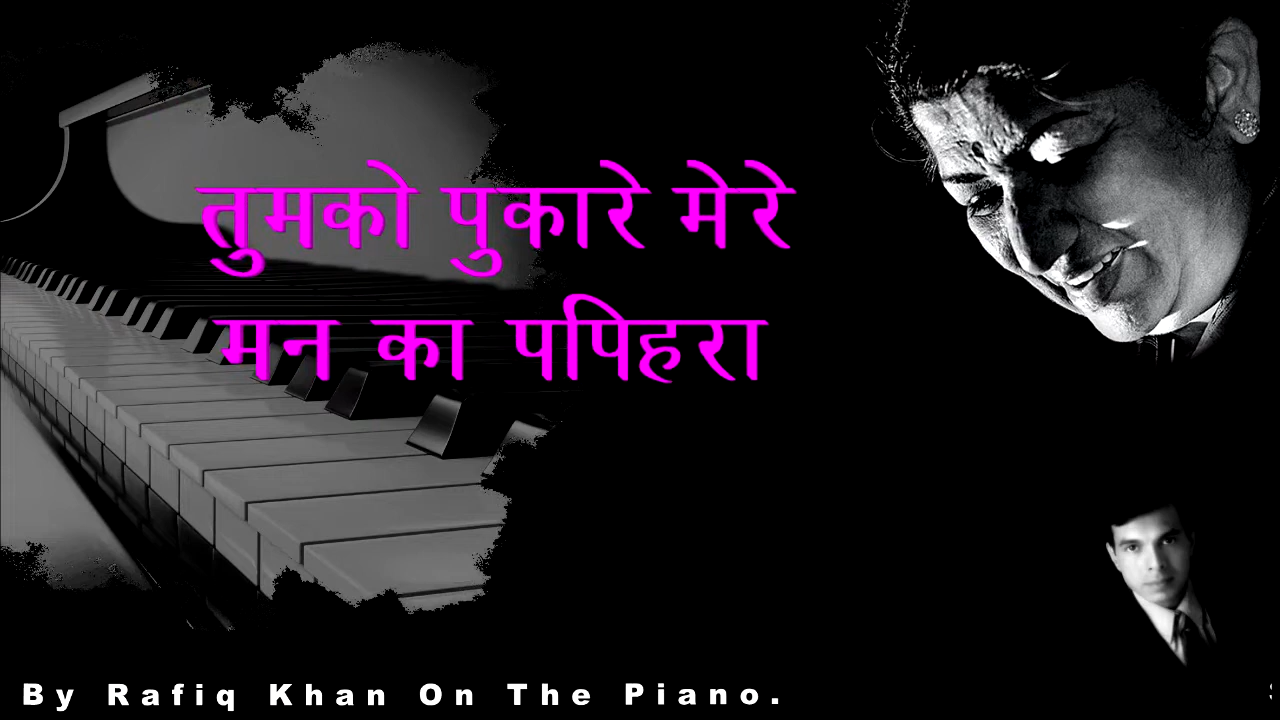 तुमको पुकारे मेरे
मन का पपिहरा
By Rafiq Khan On The Piano.